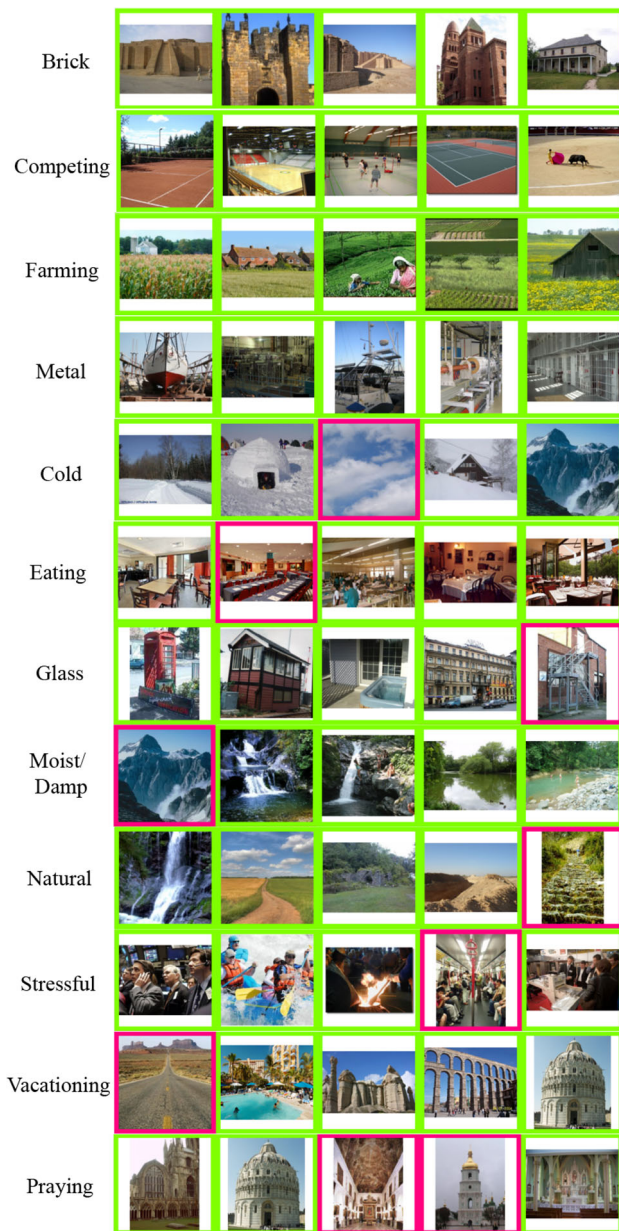 Brick
Competing
Farming
Metal
Cold
Eating
Glass
Moist/
Damp
Natural
Stressful
Vacationing
Praying